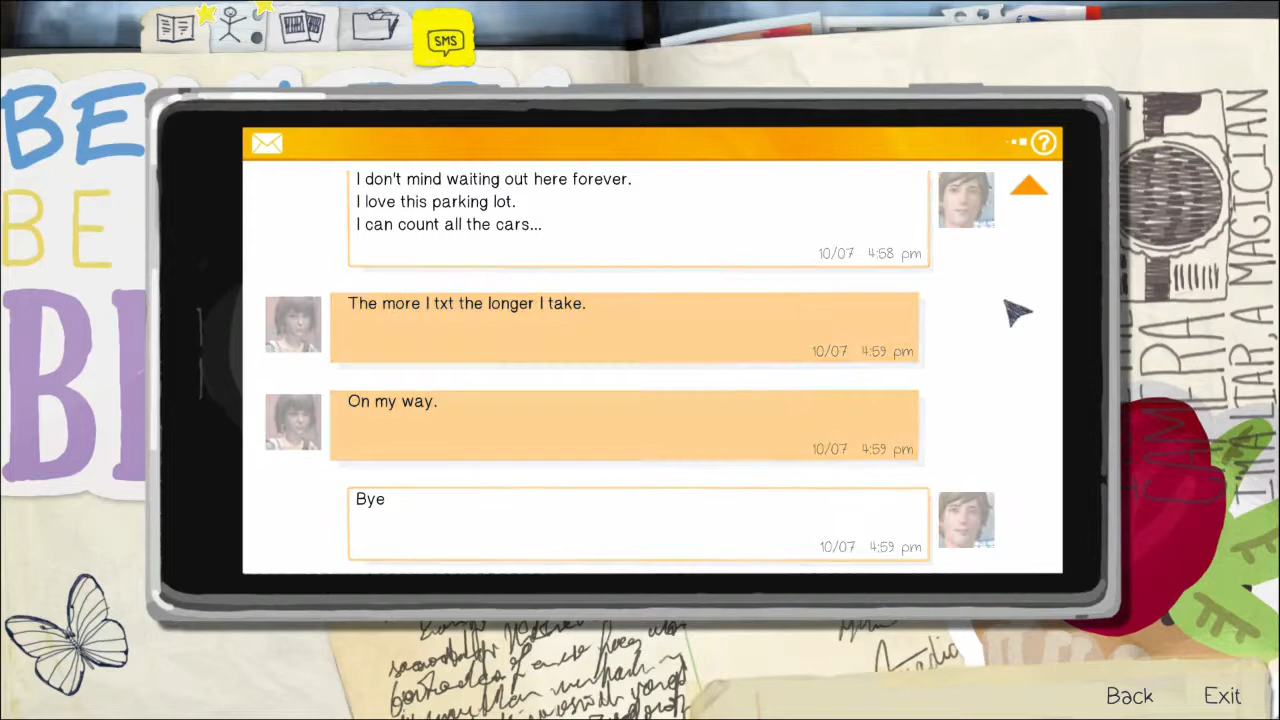 SMS
I don't mind waiting out here forever.
I love this parking lot.
I can count all the cars...
10/07 4:58 pm
The more I txt the longer I take.
10/07 4:59 pm
On my way.
10/07 4:59 pm
Bye
10/07 4:59 pm
BE
BE
CAMERA
I'M A LIAR, A MAGICIAN
Back
Exit